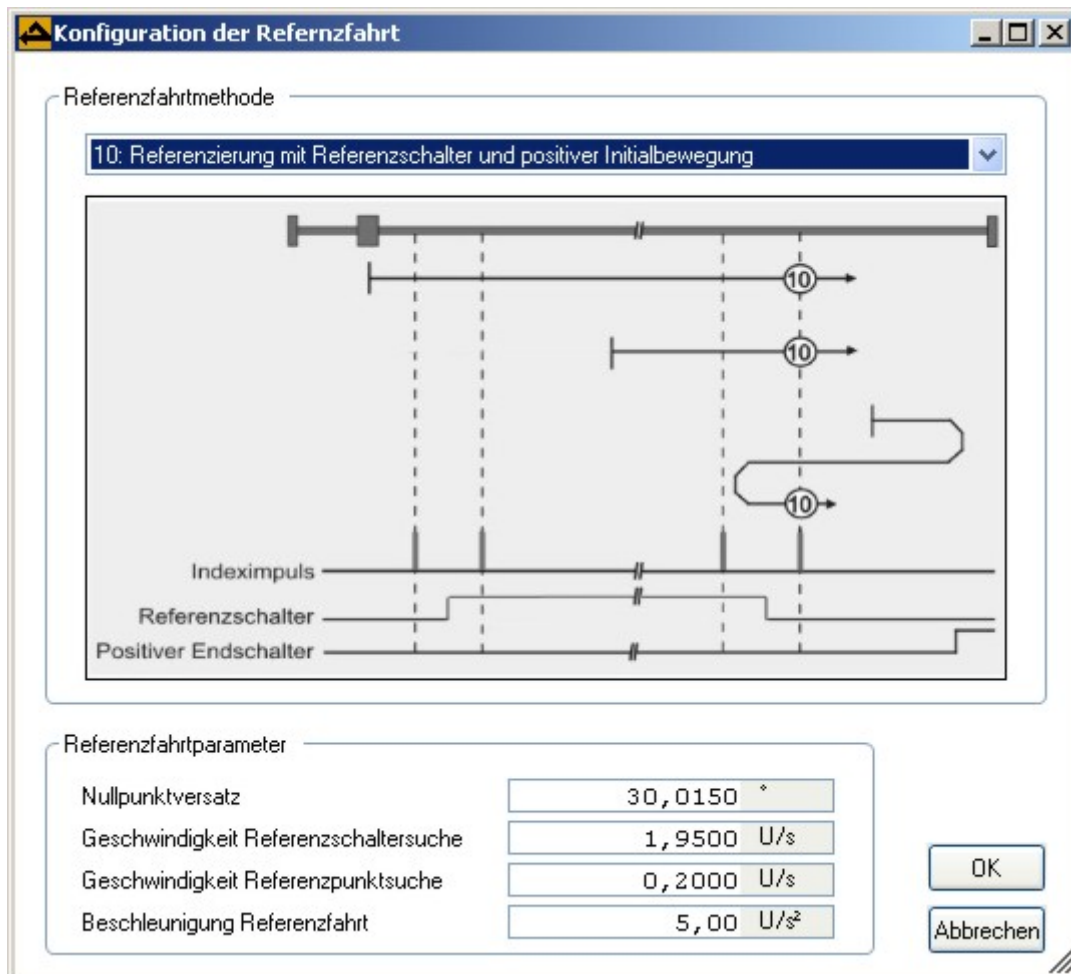 Konfiguration der Refernzfahrt
Referenzfahrtmethode
10: Referenzierung mit Referenzschalter und positiver Initialbewegung
10
10
10
Indeximpuls
Referenzschalter
Positiver Endschalter
Referenzfahrtparameter
Nullpunktversatz 30,0150 °
Geschwindigkeit Referenzschaltersuche 1,9500 U/s
Geschwindigkeit Referenzpunktsuche 0,2000 U/s
Beschleunigung Referenzfahrt 5,00 U/s²
OK
Abbrechen